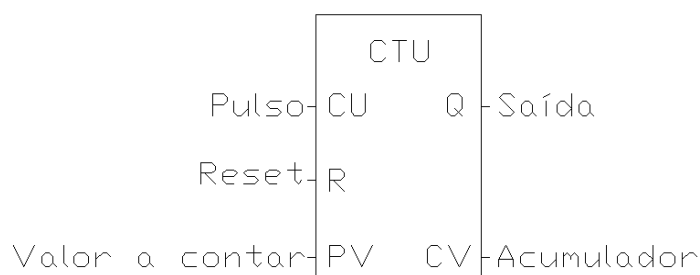 CTU
Pulso CU Q Saída
Reset R
Valor a contar PV CV Acumulador